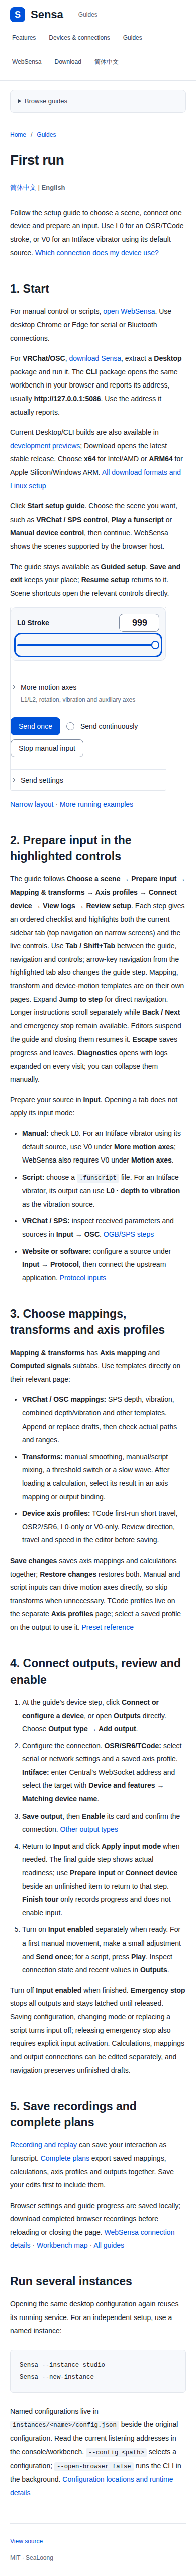 S Sensa Guides
Features Devices & connections Guides
WebSensa Download 简体中文
▶ Browse guides
Home / Guides
First run
简体中文 | English
Follow the setup guide to choose a scene, connect one
device and prepare an input. Use L0 for an OSR/TCode
stroke, or V0 for an Intiface vibrator using its default
source. Which connection does my device use?
1. Start
For manual control or scripts, open WebSensa. Use
desktop Chrome or Edge for serial or Bluetooth
connections.
For VRChat/OSC, download Sensa, extract a Desktop
package and run it. The CLI package opens the same
workbench in your browser and reports its address,
usually http://127.0.0.1:5086. Use the address it
actually reports.
Current Desktop/CLI builds are also available in
development previews; Download opens the latest
stable release. Choose x64 for Intel/AMD or ARM64 for
Apple Silicon/Windows ARM. All download formats and
Linux setup
Click Start setup guide. Choose the scene you want,
such as VRChat / SPS control, Play a funscript or
Manual device control, then continue. WebSensa
shows the scenes supported by the browser host.
The guide stays available as Guided setup. Save and
exit keeps your place; Resume setup returns to it.
Scene shortcuts open the relevant controls directly.
L0 Stroke 999
More motion axes
L1/L2, rotation, vibration and auxiliary axes
Send once Send continuously
Stop manual input
Send settings
Narrow layout · More running examples
2. Prepare input in the
highlighted controls
The guide follows Choose a scene → Prepare input →
Mapping & transforms → Axis profiles → Connect
device → View logs → Review setup. Each step gives
an ordered checklist and highlights both the current
sidebar tab (top navigation on narrow screens) and the
live controls. Use Tab / Shift+Tab between the guide,
navigation and controls; arrow-key navigation from the
highlighted tab also changes the guide step. Mapping,
transform and device-motion templates are on their own
pages. Expand Jump to step for direct navigation.
Longer instructions scroll separately while Back / Next
and emergency stop remain available. Editors suspend
the guide and closing them resumes it. Escape saves
progress and leaves. Diagnostics opens with logs
expanded on every visit; you can collapse them
manually.
Prepare your source in Input. Opening a tab does not
apply its input mode:
• Manual: check L0. For an Intiface vibrator using its
default source, use V0 under More motion axes;
WebSensa also requires V0 under Motion axes.
• Script: choose a .funscript file. For an Intiface
vibrator, its output can use L0 · depth to vibration
as the vibration source.
• VRChat / SPS: inspect received parameters and
sources in Input → OSC. OGB/SPS steps
• Website or software: configure a source under
Input → Protocol, then connect the upstream
application. Protocol inputs
3. Choose mappings,
transforms and axis profiles
Mapping & transforms has Axis mapping and
Computed signals subtabs. Use templates directly on
their relevant page:
• VRChat / OSC mappings: SPS depth, vibration,
combined depth/vibration and other templates.
Append or replace drafts, then check actual paths
and ranges.
• Transforms: manual smoothing, manual/script
mixing, a threshold switch or a slow wave. After
loading a calculation, select its result in an axis
mapping or output binding.
• Device axis profiles: TCode first-run short travel,
OSR2/SR6, L0-only or V0-only. Review direction,
travel and speed in the editor before saving.
Save changes saves axis mappings and calculations
together; Restore changes restores both. Manual and
script inputs can drive motion axes directly, so skip
transforms when unnecessary. TCode profiles live on
the separate Axis profiles page; select a saved profile
on the output to use it. Preset reference
4. Connect outputs, review and
enable
1. At the guide's device step, click Connect or
configure a device, or open Outputs directly.
Choose Output type → Add output.
2. Configure the connection. OSR/SR6/TCode: select
serial or network settings and a saved axis profile.
Intiface: enter Central's WebSocket address and
select the target with Device and features →
Matching device name.
3. Save output, then Enable its card and confirm the
connection. Other output types
4. Return to Input and click Apply input mode when
needed. The final guide step shows actual
readiness; use Prepare input or Connect device
beside an unfinished item to return to that step.
Finish tour only records progress and does not
enable input.
5. Turn on Input enabled separately when ready. For
a first manual movement, make a small adjustment
and Send once; for a script, press Play. Inspect
connection state and recent values in Outputs.
Turn off Input enabled when finished. Emergency stop
stops all outputs and stays latched until released.
Saving configuration, changing mode or replacing a
script turns input off; releasing emergency stop also
requires explicit input activation. Calculations, mappings
and output connections can be edited separately, and
navigation preserves unfinished drafts.
5. Save recordings and
complete plans
Recording and replay can save your interaction as
funscript. Complete plans export saved mappings,
calculations, axis profiles and outputs together. Save
your edits first to include them.
Browser settings and guide progress are saved locally;
download completed browser recordings before
reloading or closing the page. WebSensa connection
details · Workbench map · All guides
Run several instances
Opening the same desktop configuration again reuses
its running service. For an independent setup, use a
named instance:
Sensa --instance studio
Sensa --new-instance
Named configurations live in
instances/<name>/config.json beside the original
configuration. Read the current listening addresses in
the console/workbench. --config <path> selects a
configuration; --open-browser false runs the CLI in
the background. Configuration locations and runtime
details
View source
MIT · SeaLoong